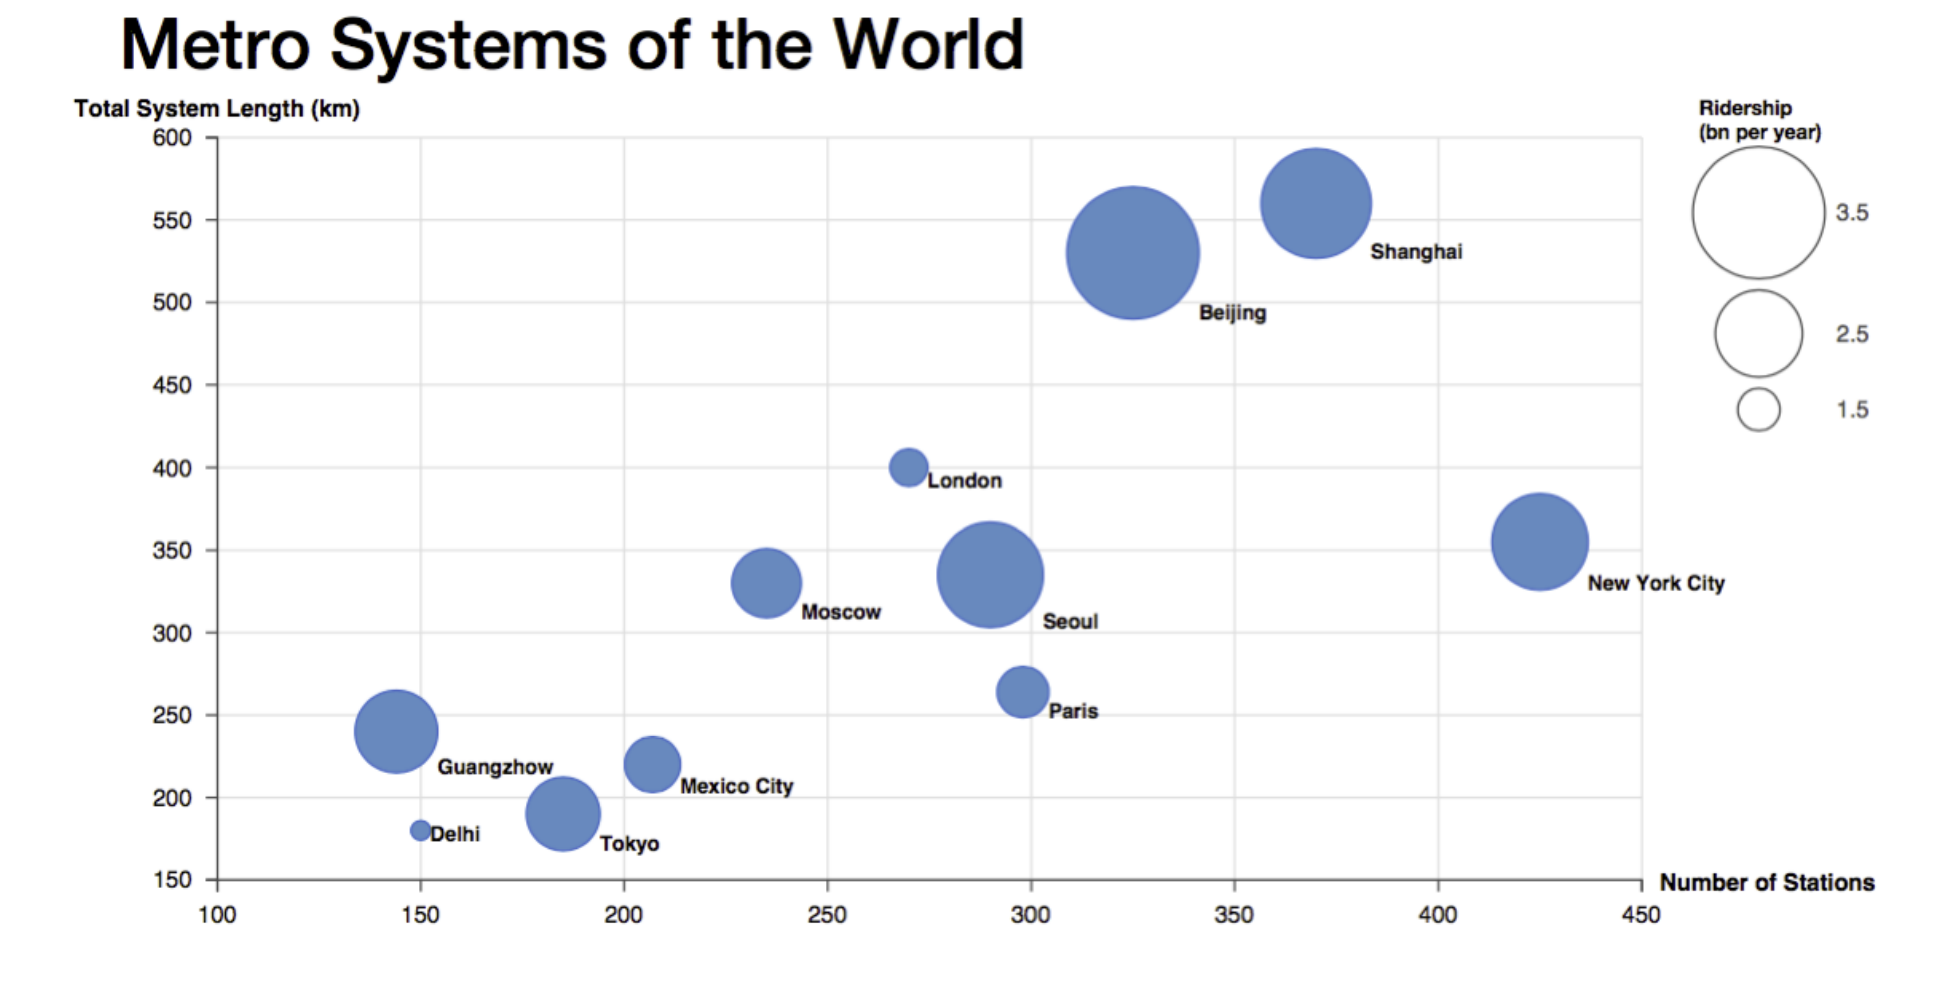 Metro Systems of the World
Total System Length (km)
600
550
500
450
400
350
300
250
200
150
100
150
200
250
300
350
400
450
Number of Stations
Shanghai
Beijing
London
New York City
Moscow
Seoul
Paris
Guangzhow
Mexico City
Delhi
Tokyo
Ridership
(bn per year)
3.5
2.5
1.5